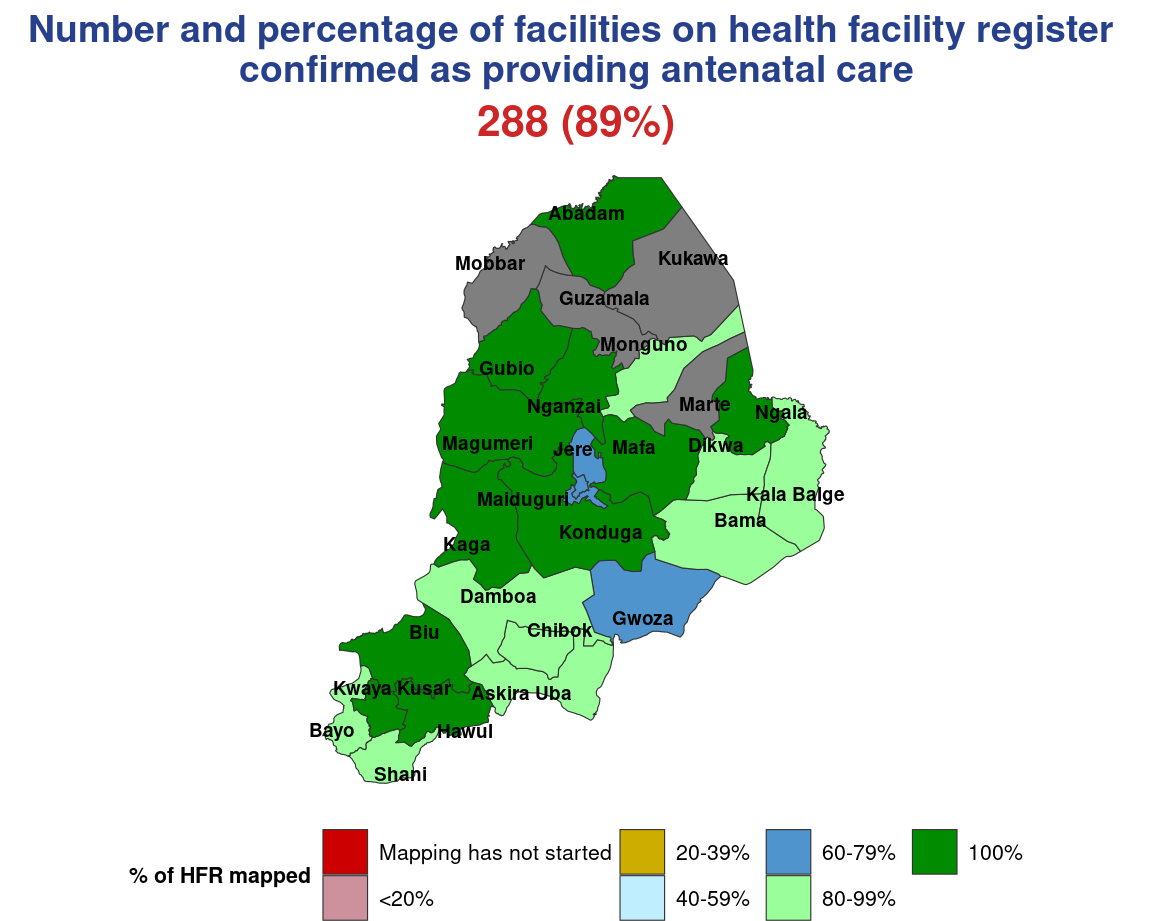 Number and percentage of facilities on health facility register
confirmed as providing antenatal care
288 (89%)
Abadam
Kukawa
Mobbar
Guzamala
Monguno
Gubio
Nganzai
Marte
Ngala
Magumeri
Jere
Mafa
Dikwa
Maiduguri
Kala Balge
Bama
Konduga
Kaga
Damboa
Gwoza
Chibok
Biu
Kwaya Kusar
Askira Uba
Bayo
Hawul
Shani
% of HFR mapped
Mapping has not started
<20%
20-39%
40-59%
60-79%
80-99%
100%